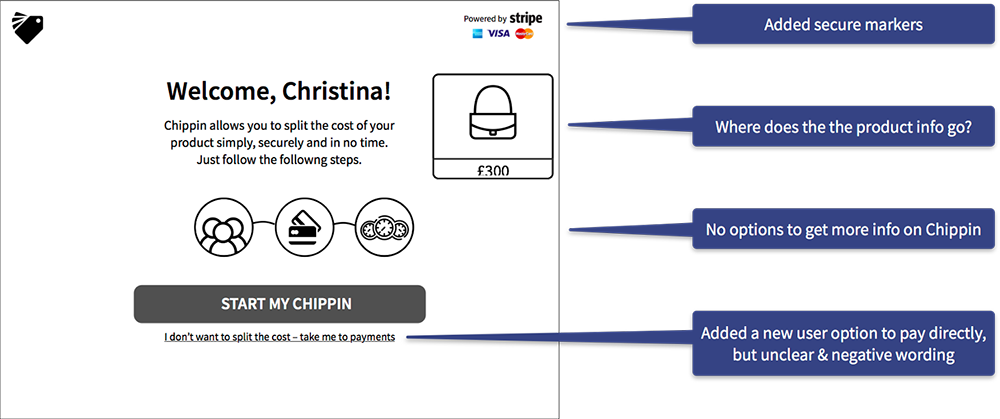 Powered by stripe
VISA
MasterCard
Added secure markers
Welcome, Christina!
Chippin allows you to split the cost of your
product simply, securely and in no time.
Just follow the followng steps.
£300
Where does the the product info go?
No options to get more info on Chippin
START MY CHIPPIN
I don't want to split the cost – take me to payments
Added a new user option to pay directly,
but unclear & negative wording